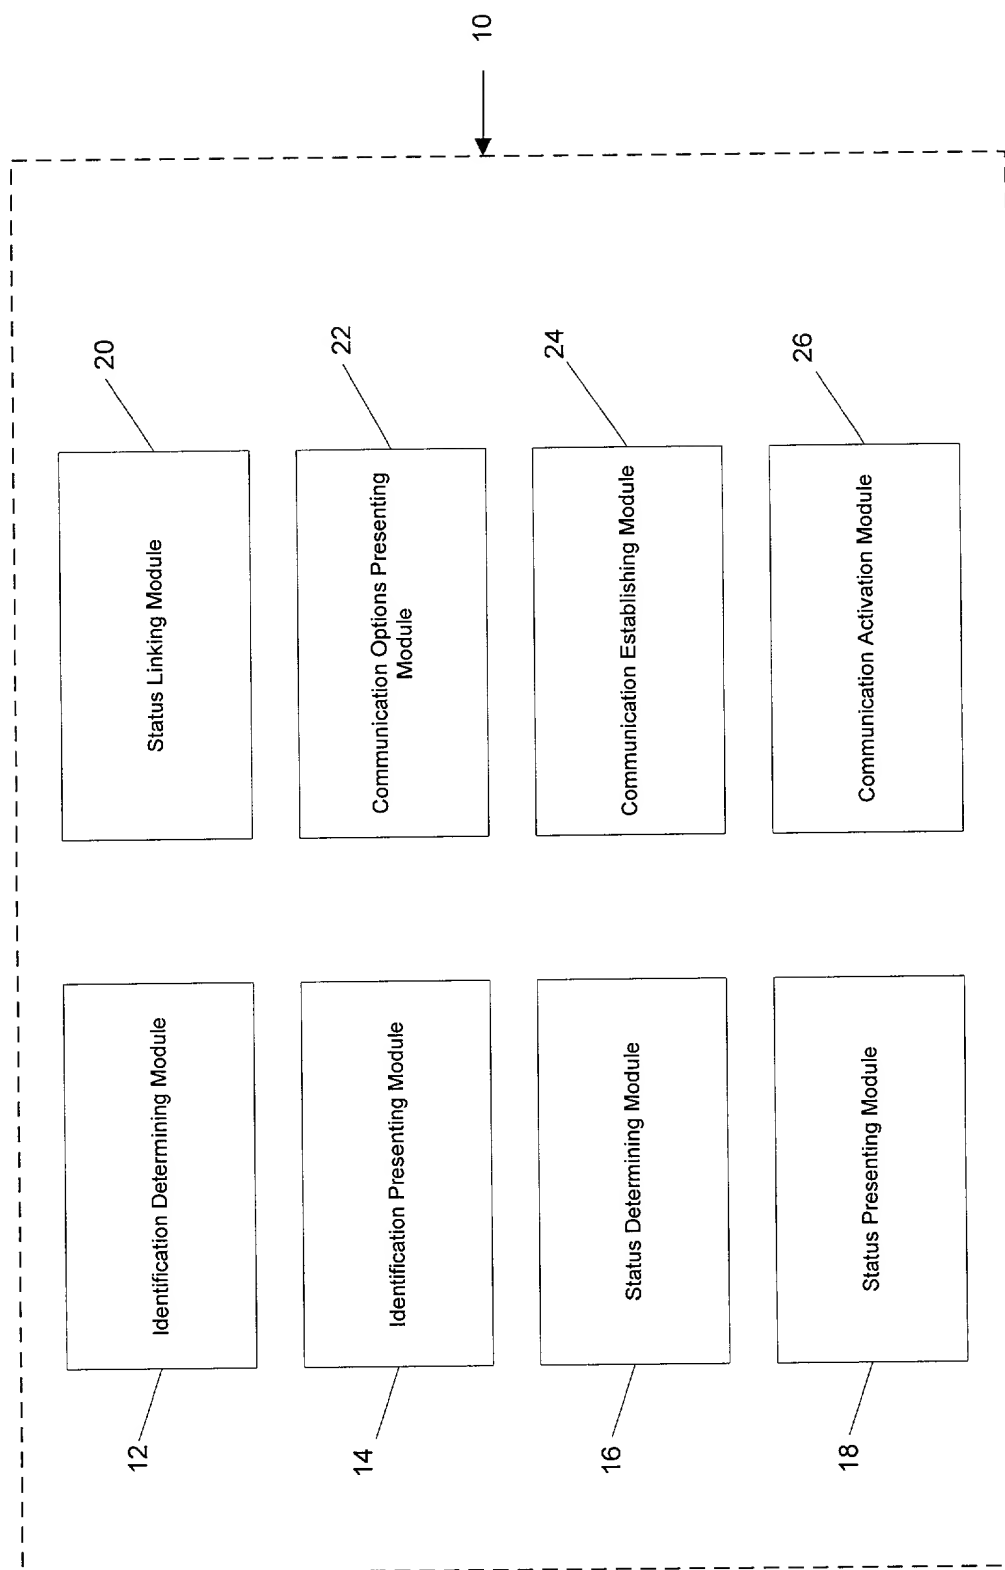 10
12
Identification Determining Module
14
Identification Presenting Module
16
Status Determining Module
18
Status Presenting Module
20
Status Linking Module
22
Communication Options Presenting
Module
24
Communication Establishing Module
26
Communication Activation Module